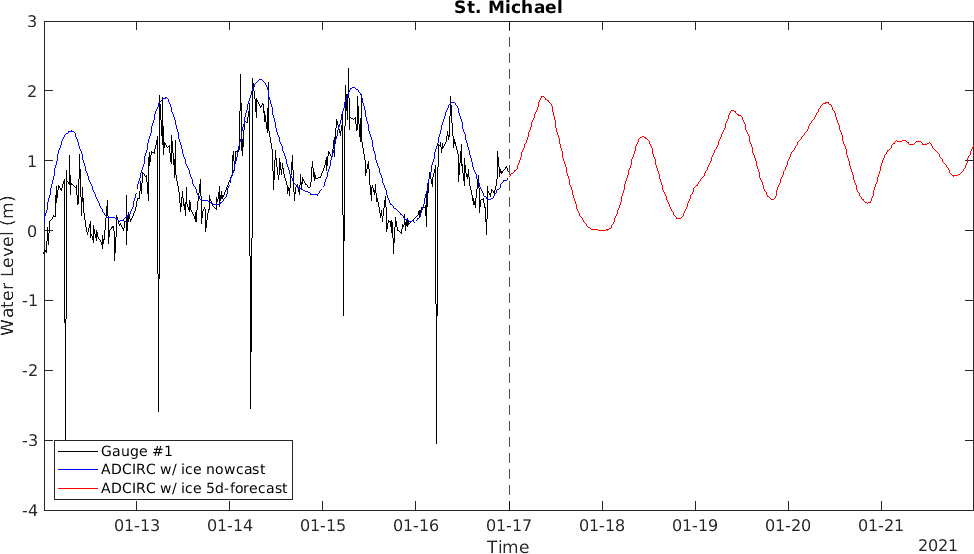 St. Michael
3
2
1
0
-1
-2
-3
-4
Water Level (m)
Gauge #1
ADCIRC w/ ice nowcast
ADCIRC w/ ice 5d-forecast
01-13 01-14 01-15 01-16 01-17 01-18 01-19 01-20 01-21
Time
2021